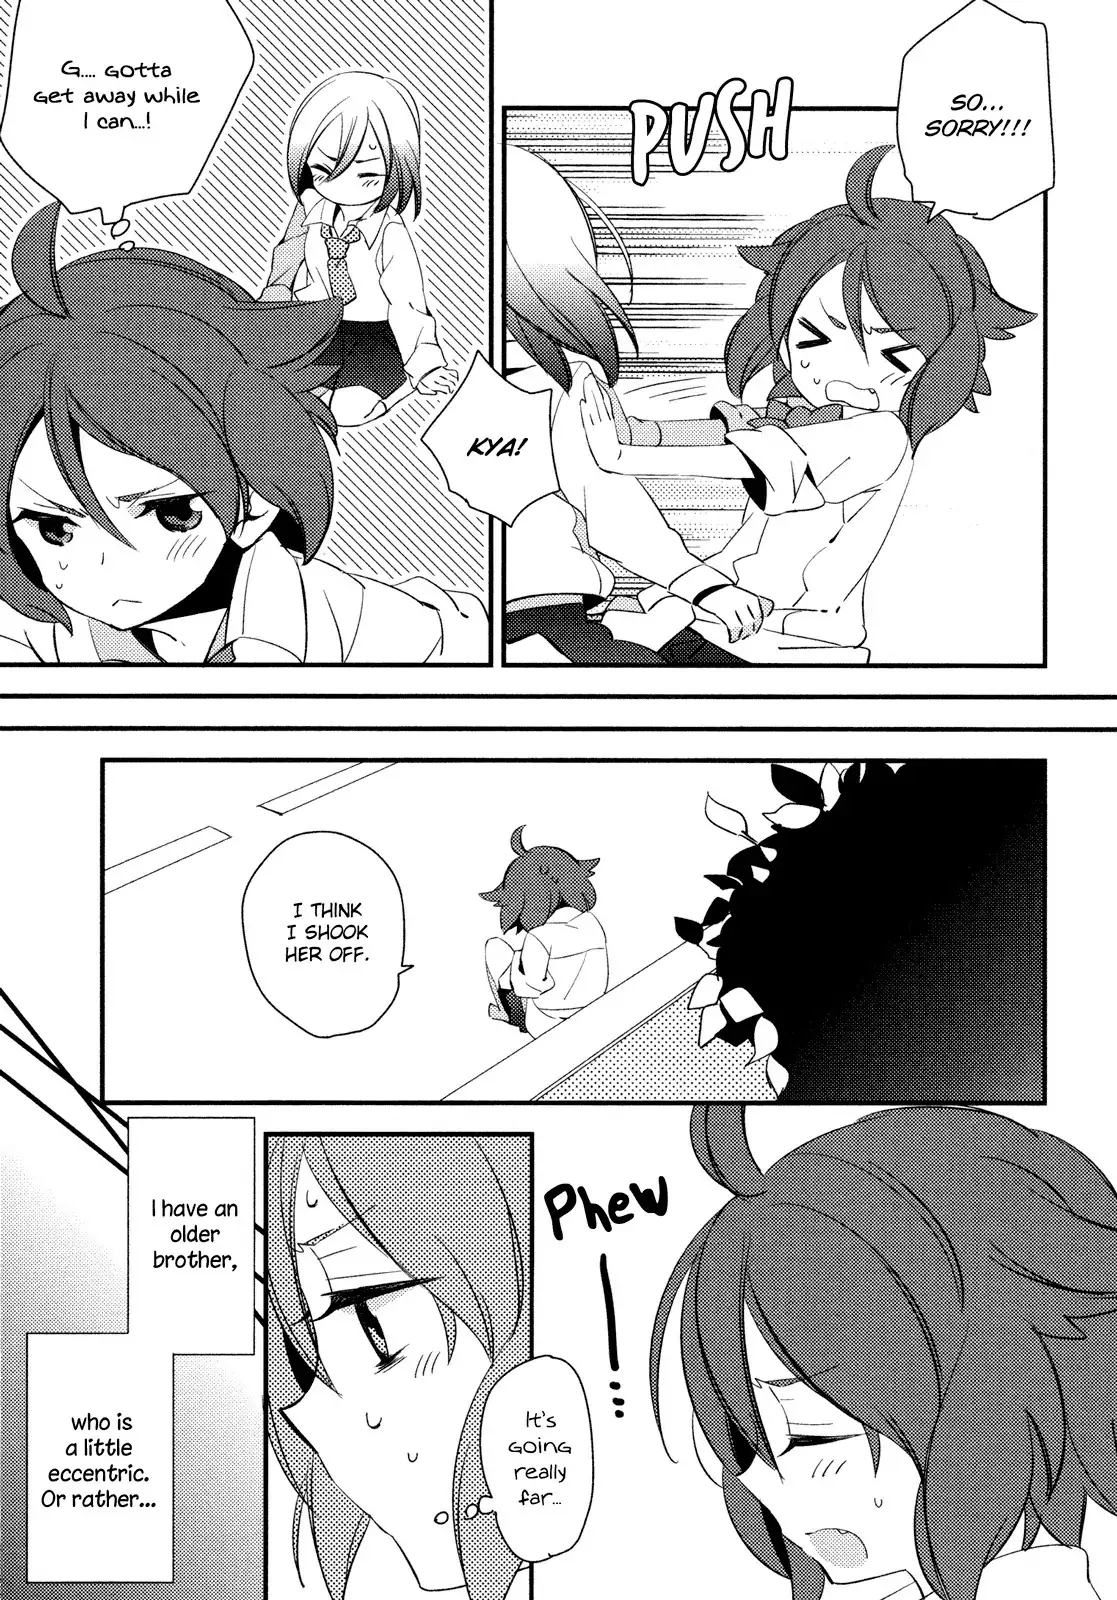 SO...
SORRY!!!
PUSH
KYA!
G.... GOTTA
GET AWAY WHILE
I CAN...!
I THINK
I SHOOK
HER OFF.
Phew
It's
going
really
far...
I have an
older
brother,
who is
a little
eccentric.
Or rather...